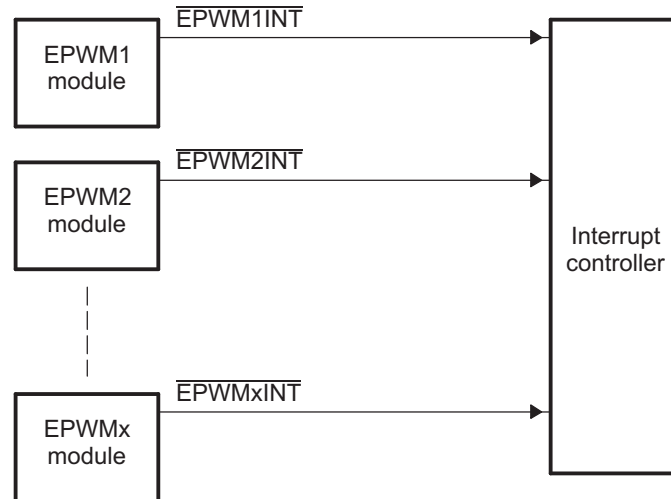 EPWM1INT
EPWM1
module
EPWM2INT
EPWM2
module
Interrupt
controller
EPWMxINT
EPWMx
module